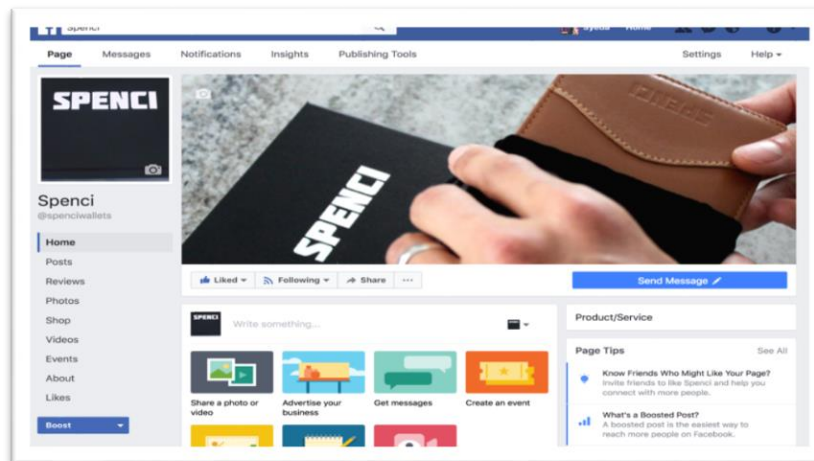 Spenci
Syeda Home
Page Messages Notifications Insights Publishing Tools Settings Help
SPENCI
Spenci
@spenciwallets
Home
Posts
Reviews
Photos
Shop
Videos
Events
About
Likes
Boost
SPENCI
SPENCI
Liked Following Share ...
Send Message
SPENCI
Write something...
Share a photo or
video
Advertise your
business
Get messages
Create an event
Product/Service
Page Tips See All
Know Friends Who Might Like Your Page?
Invite friends to like Spenci and help you
connect with more people.
What's a Boosted Post?
A boosted post is the easiest way to
reach more people on Facebook.